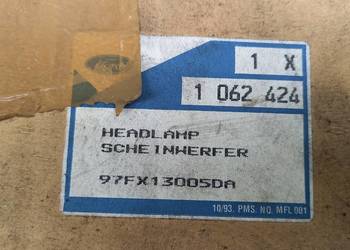 1 X
1 062 424
HEADLAMP
SCHEINWERFER
97FX13005DA
10/93. PMS. NO. MFL 001